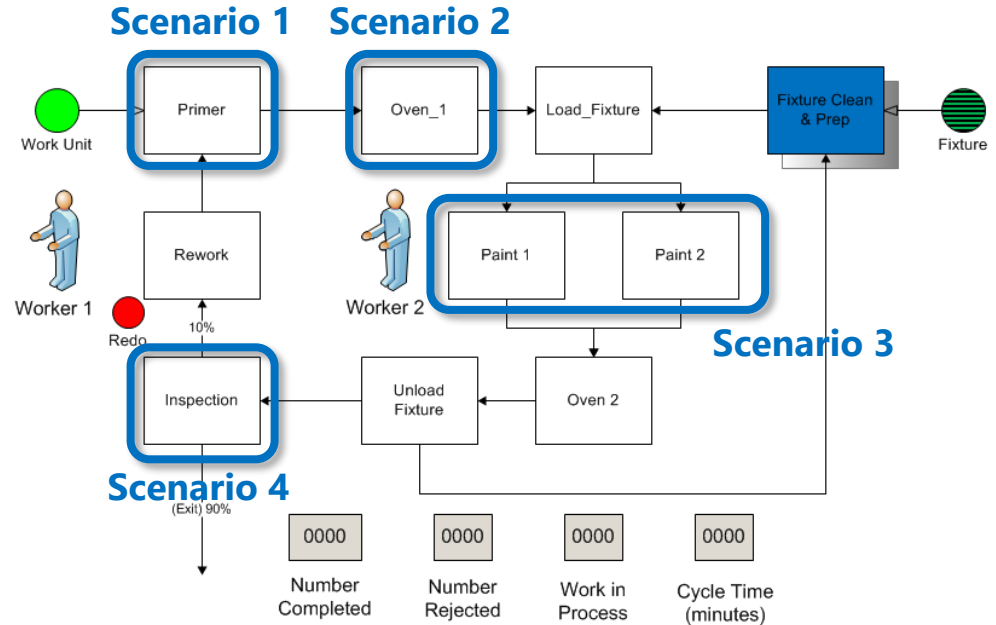 Scenario 1
Scenario 2
Primer
Oven_1
Load_Fixture
Fixture Clean
& Prep
Work Unit
Fixture
Rework
Paint 1
Paint 2
Worker 1
Worker 2
Redo
10%
Scenario 3
Inspection
Unload
Fixture
Oven 2
Scenario 4
(Exit) 90%
0000
0000
0000
0000
Number
Completed
Number
Rejected
Work in
Process
Cycle Time
(minutes)